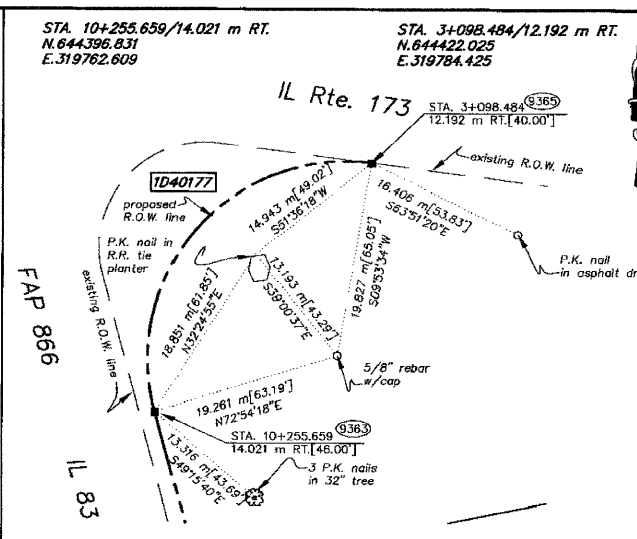 STA. 10+255.659/14.021 m RT.
N.644396.831
E.319762.609
STA. 3+098.484/12.192 m RT.
N.644422.025
E.319784.425
IL Rte. 173
STA. 3+098.484 9365
12.192 m RT.[40.00']
existing R.O.W. line
1D40177
proposed
R.O.W. line
14.943 m[49.02']
S51°36'18"W
16.406 m[53.83']
S63°51'20"E
P.K. nail in
R.R. tie
planter
P.K. nail
in asphalt dr
FAP 866
existing R.O.W. line
18.851 m[61.85']
N32°24'55"E
13.193 m[43.29']
S39°00'37"E
19.827 m[65.05']
S09°53'34"W
5/8" rebar
w/cap
19.261 m[63.19']
N72°54'18"E
STA. 10+255.659 9363
14.021 m RT.[46.00']
13.316 m[43.69']
S49°15'40"E
3 P.K. nails
in 32" tree
IL 83